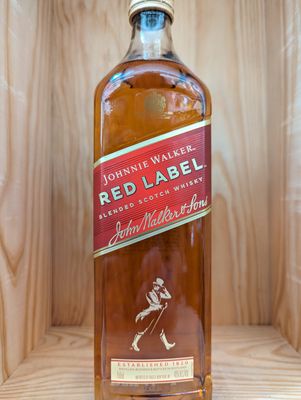 JOHNNIE WALKER
RED LABEL
BLENDED SCOTCH WHISKY
John Walker & Sons
ESTABLISHED 1820